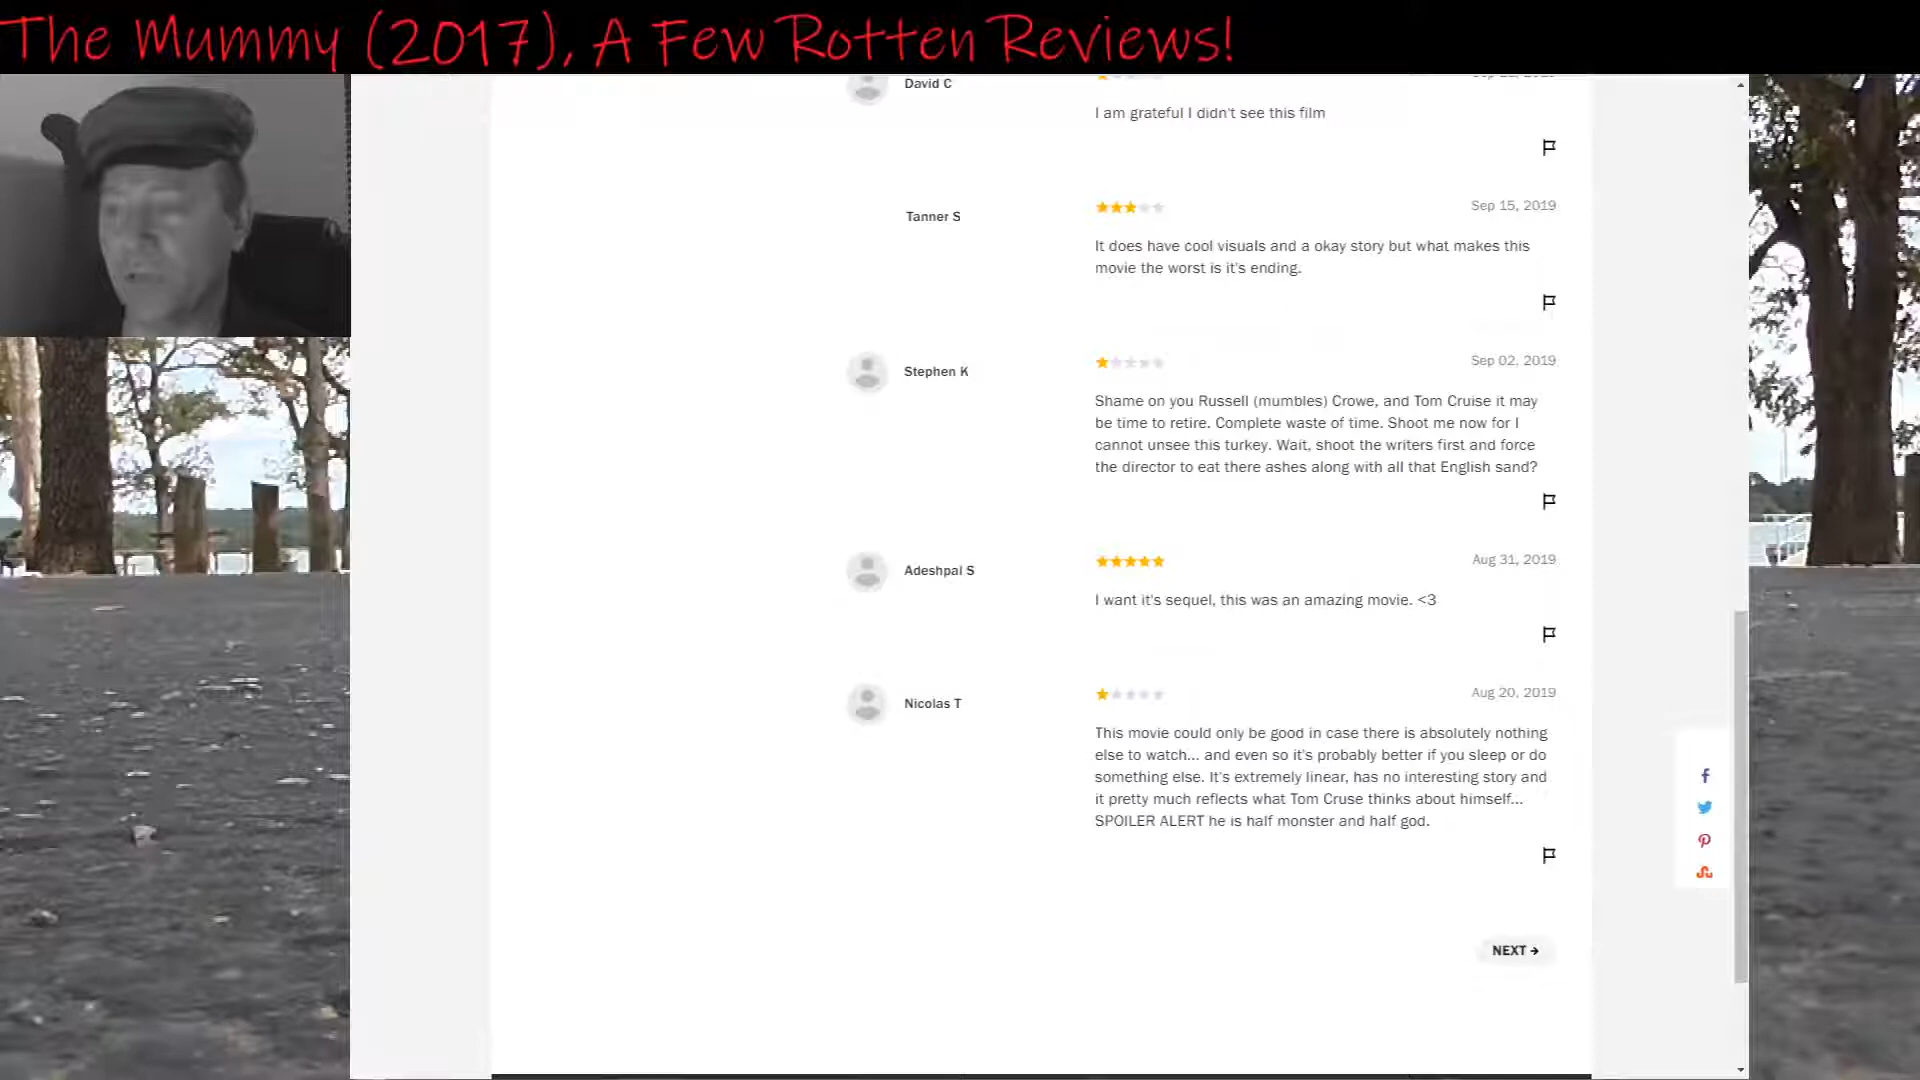 The Mummy (2017), A Few Rotten Reviews!
David C
I am grateful I didn't see this film
Tanner S
Sep 15, 2019
It does have cool visuals and a okay story but what makes this
movie the worst is it's ending.
Stephen K
Sep 02, 2019
Shame on you Russell (mumbles) Crowe, and Tom Cruise it may
be time to retire. Complete waste of time. Shoot me now for I
cannot unsee this turkey. Wait, shoot the writers first and force
the director to eat there ashes along with all that English sand?
Adeshpal S
Aug 31, 2019
I want it's sequel, this was an amazing movie. <3
Nicolas T
Aug 20, 2019
This movie could only be good in case there is absolutely nothing
else to watch... and even so it's probably better if you sleep or do
something else. It's extremely linear, has no interesting story and
it pretty much reflects what Tom Cruse thinks about himself...
SPOILER ALERT he is half monster and half god.
NEXT →